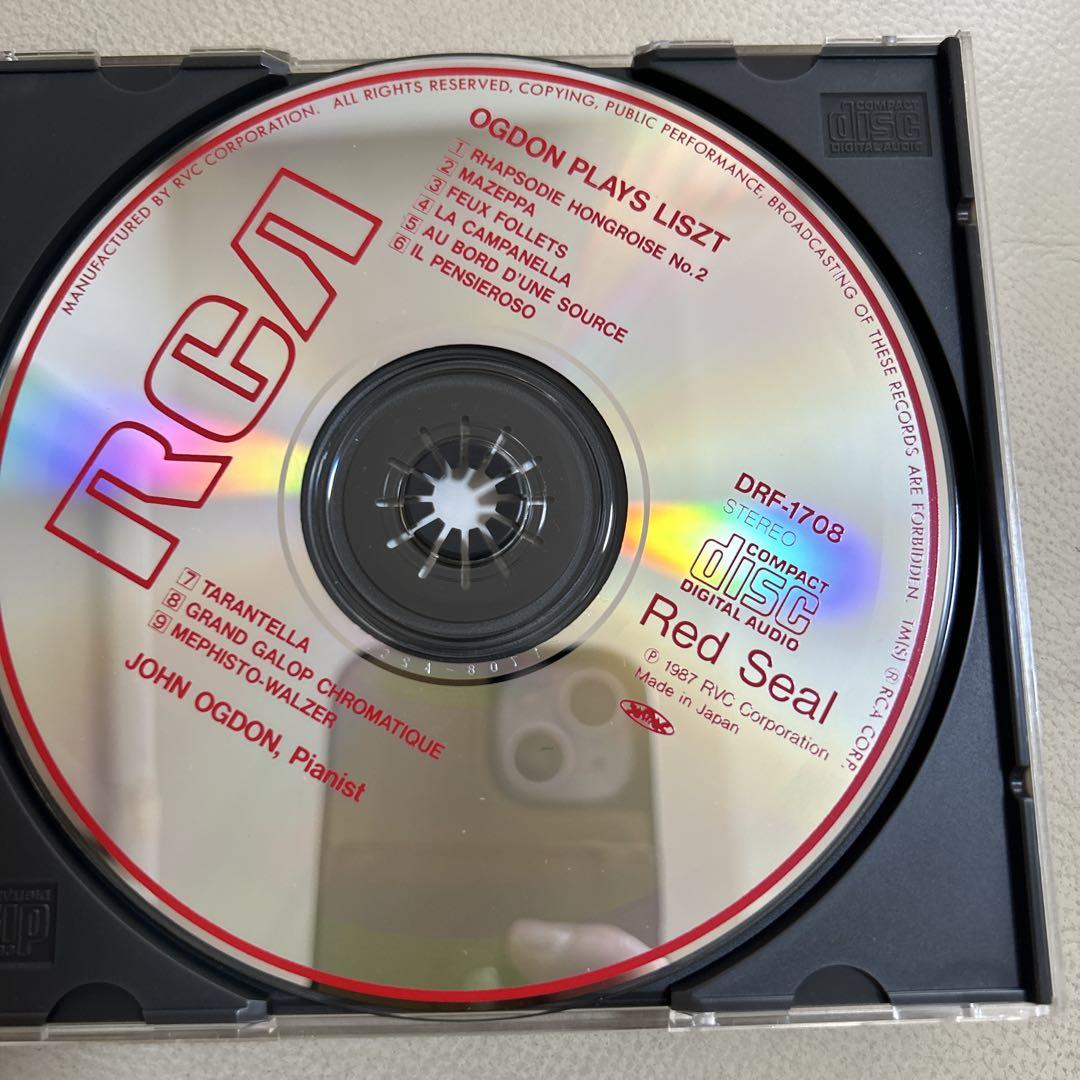 MANUFACTURED BY RVC CORPORATION. ALL RIGHTS RESERVED, COPYING, PUBLIC PERFORMANCE, BROADCASTING OF THESE RECORDS ARE FORBIDDEN. TM(S) ® RCA CORP.
OGDON PLAYS LISZT
1 RHAPSODIE HONGROISE No.2
2 MAZEPPA
3 FEUX FOLLETS
4 LA CAMPANELLA
5 AU BORD D'UNE SOURCE
6 IL PENSIEROSO
RCA
DRF-1708
STEREO
COMPACT
disc
DIGITAL AUDIO
Red Seal
℗ 1987 RVC Corporation
Made in Japan
7 TARANTELLA
8 GRAND GALOP CHROMATIQUE
9 MEPHISTO-WALZER
JOHN OGDON, Pianist
COMPACT
disc
DIGITAL AUDIO